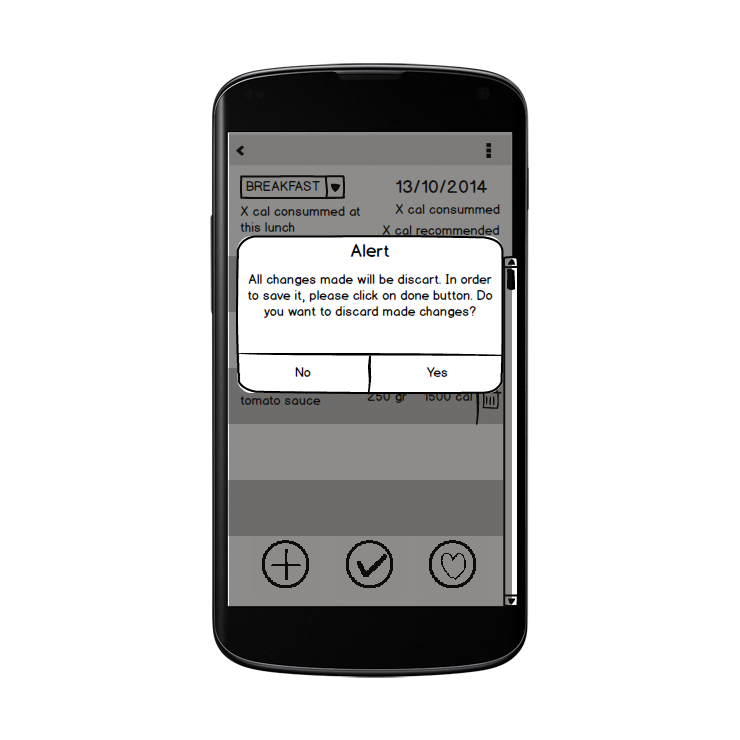 BREAKFAST
13/10/2014
X cal consummed at
this lunch
X cal consummed
X cal recommended
Alert
All changes made will be discart. In order
to save it, please click on done button. Do
you want to discard made changes?
No
Yes
tomato sauce
250 gr
1500 cal